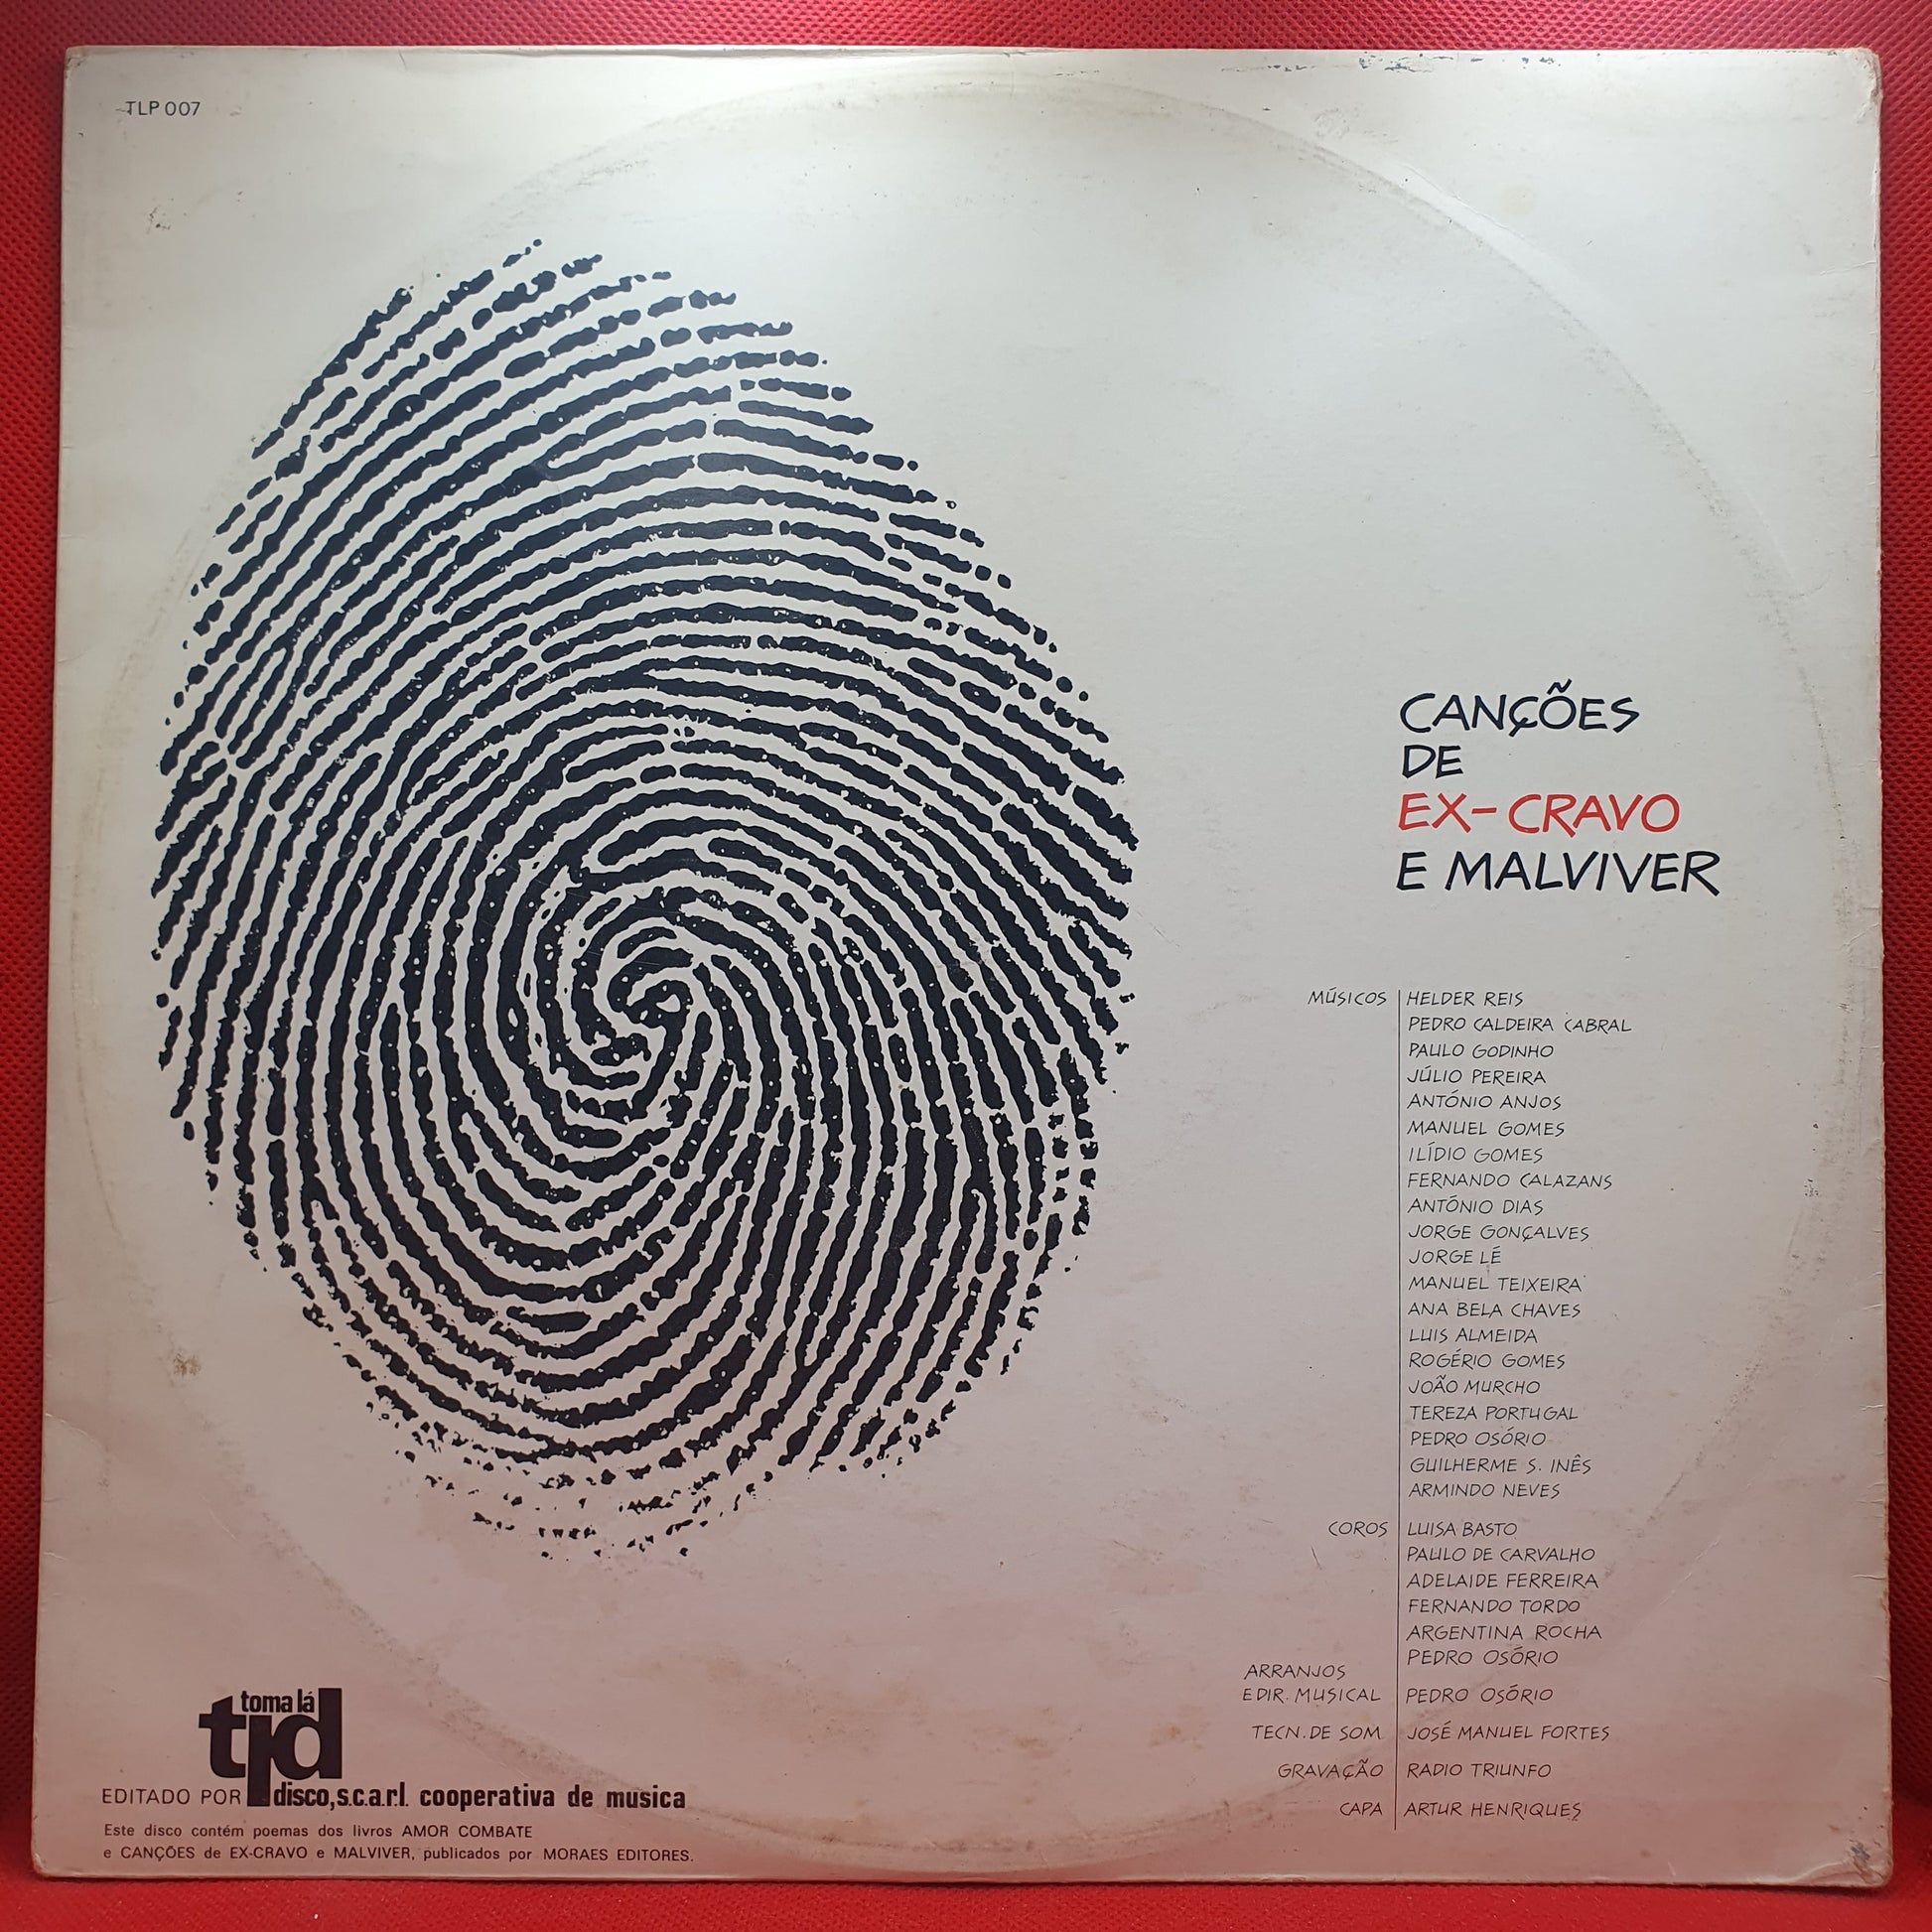 TLP 007
CANÇÕES
DE
EX-CRAVO
E MALVIVER
MÚSICOS HELDER REIS
PEDRO CALDEIRA CABRAL
PAULO GODINHO
JÚLIO PEREIRA
ANTÓNIO ANJOS
MANUEL GOMES
ILÍDIO GOMES
FERNANDO CALAZANS
ANTÓNIO DIAS
JORGE GONÇALVES
JORGE LÉ
MANUEL TEIXEIRA
ANA BELA CHAVES
LUIS ALMEIDA
ROGÉRIO GOMES
JOÃO MURCHO
TEREZA PORTUGAL
PEDRO OSÓRIO
GUILHERME S. INÊS
ARMINDO NEVES
COROS LUISA BASTO
PAULO DE CARVALHO
ADELAIDE FERREIRA
FERNANDO TORDO
ARGENTINA ROCHA
PEDRO OSÓRIO
ARRANJOS
E DIR. MUSICAL PEDRO OSÓRIO
TECN. DE SOM JOSÉ MANUEL FORTES
GRAVAÇÃO RADIO TRIUNFO
CAPA ARTUR HENRIQUES
toma lá
tjd
EDITADO POR disco, s.c.a.r.l. cooperativa de musica
Este disco contém poemas dos livros AMOR COMBATE
e CANÇÕES de EX-CRAVO e MALVIVER, publicados por MORAES EDITORES.